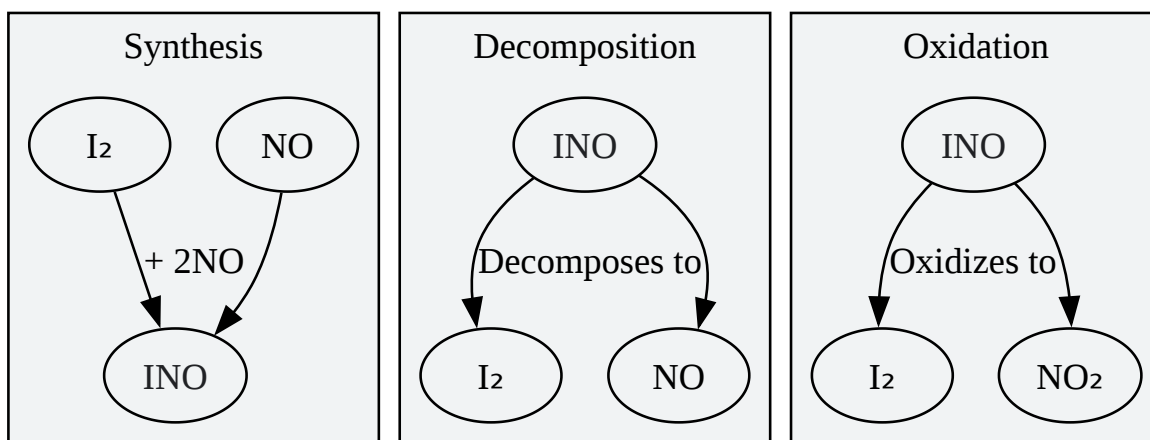 Synthesis
I₂
NO
+ 2NO
INO
Decomposition
INO
Decomposes to
I₂
NO
Oxidation
INO
Oxidizes to
I₂
NO₂